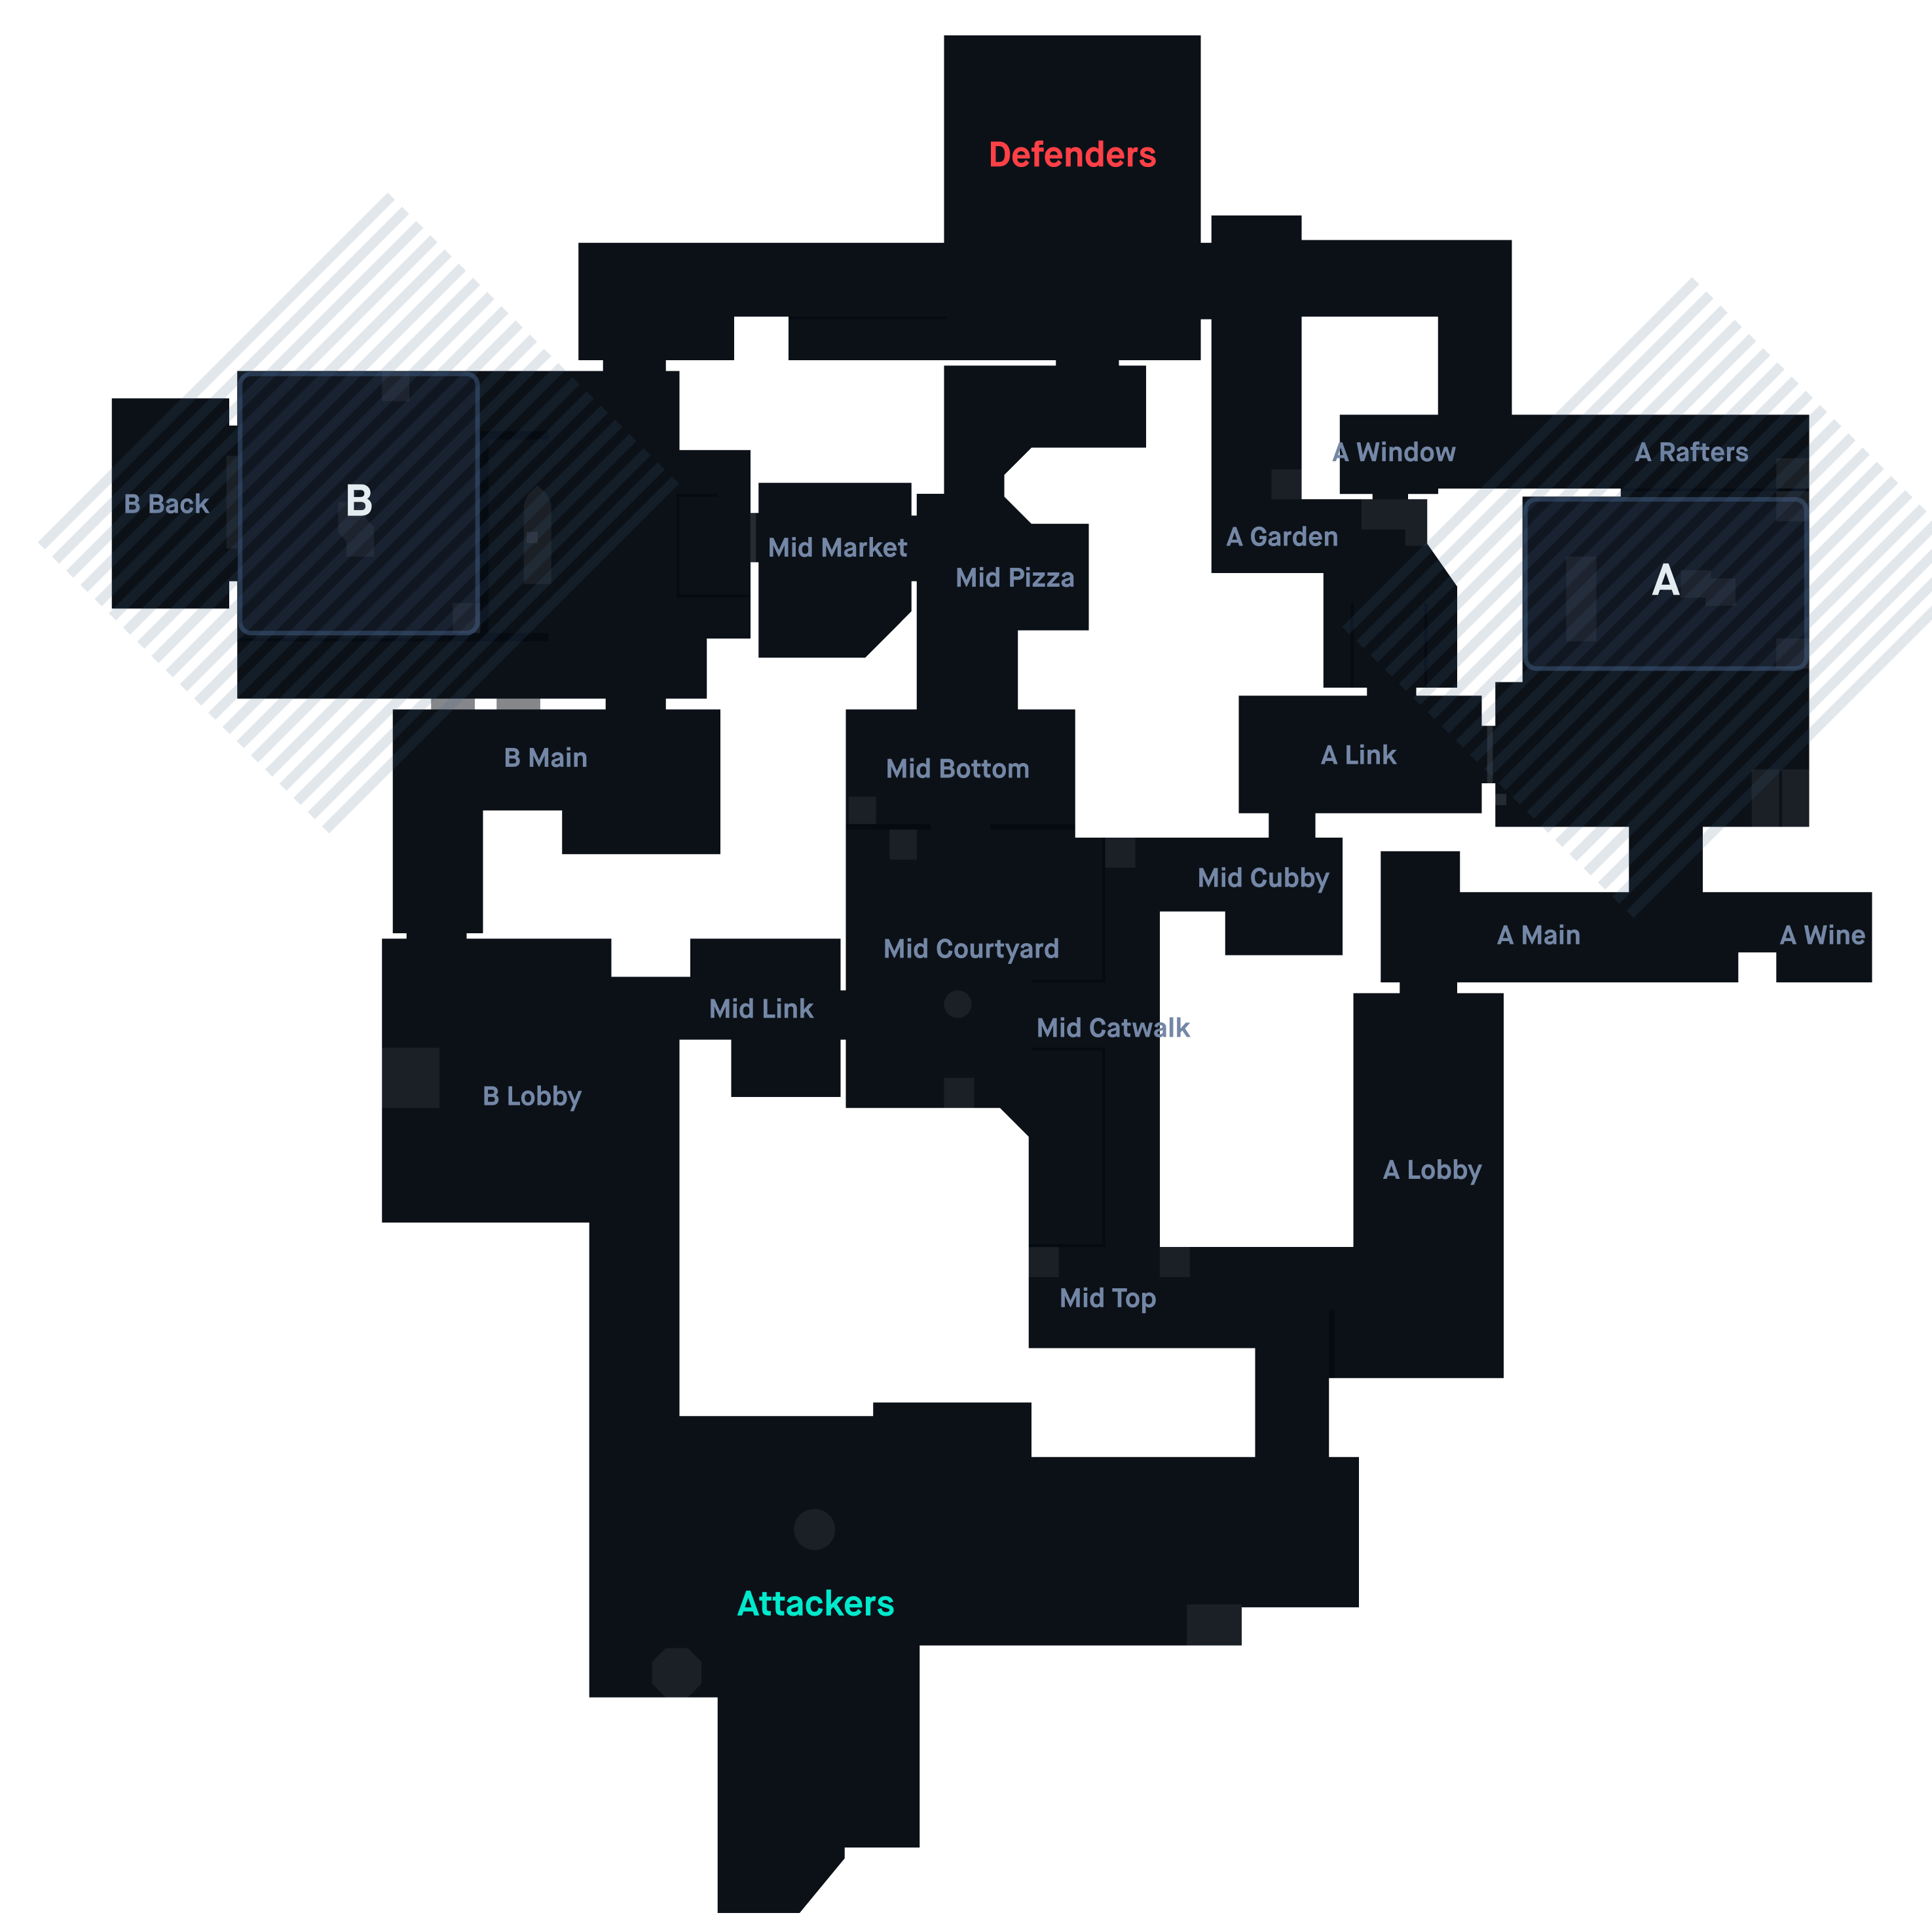 Defenders
A Window
A Rafters
B Back
B
A Garden
Mid Market
Mid Pizza
A
B Main
Mid Bottom
A Link
Mid Cubby
Mid Courtyard
A Main
A Wine
Mid Link
Mid Catwalk
B Lobby
A Lobby
Mid Top
Attackers